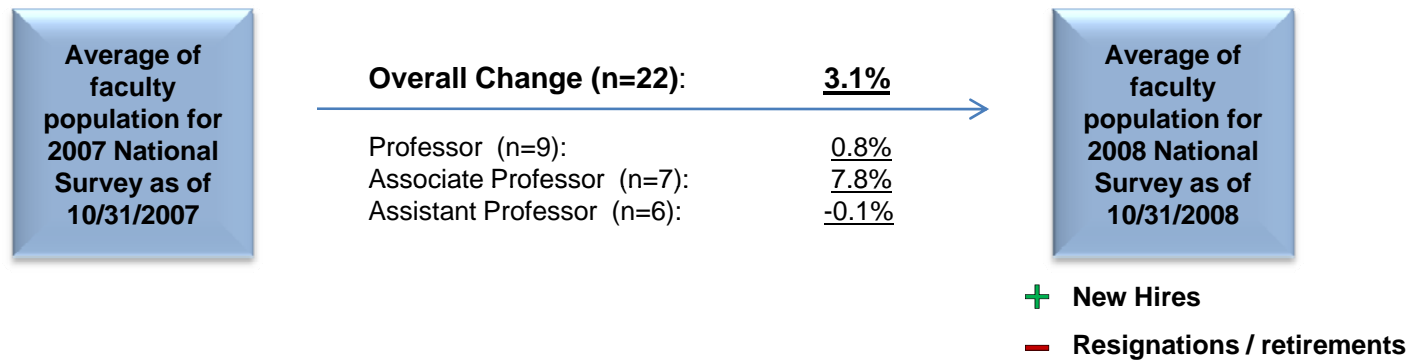 Average of
faculty
population for
2007 National
Survey as of
10/31/2007
Overall Change (n=22): 3.1%
Professor (n=9): 0.8%
Associate Professor (n=7): 7.8%
Assistant Professor (n=6): -0.1%
Average of
faculty
population for
2008 National
Survey as of
10/31/2008
+ New Hires
− Resignations / retirements